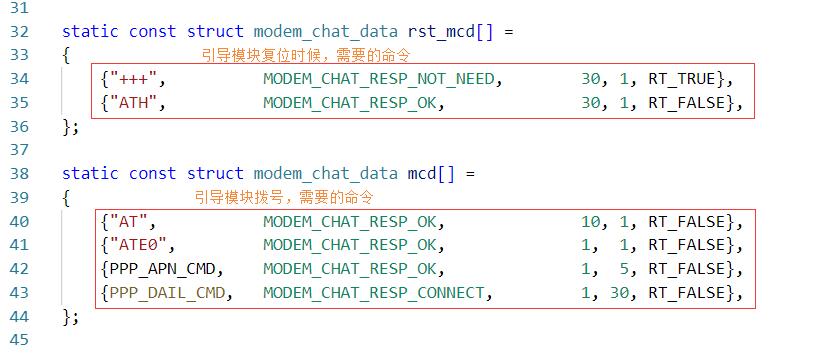 31
32 static const struct modem_chat_data rst_mcd[] =
33 { 引导模块复位时候，需要的命令
34 {"+++", MODEM_CHAT_RESP_NOT_NEED, 30, 1, RT_TRUE},
35 {"ATH", MODEM_CHAT_RESP_OK, 30, 1, RT_FALSE},
36 };
37
38 static const struct modem_chat_data mcd[] =
39 { 引导模块拨号，需要的命令
40 {"AT", MODEM_CHAT_RESP_OK, 10, 1, RT_FALSE},
41 {"ATE0", MODEM_CHAT_RESP_OK, 1, 1, RT_FALSE},
42 {PPP_APN_CMD, MODEM_CHAT_RESP_OK, 1, 5, RT_FALSE},
43 {PPP_DAIL_CMD, MODEM_CHAT_RESP_CONNECT, 1, 30, RT_FALSE},
44 };
45